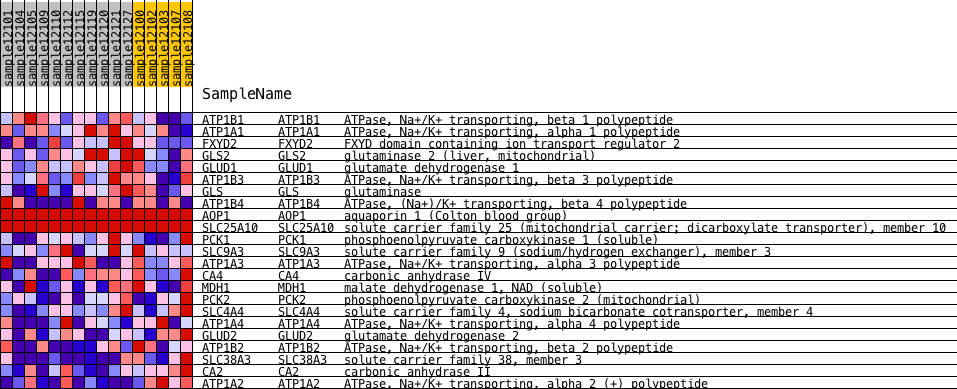 sample12101
sample12104
sample12105
sample12109
sample12110
sample12112
sample12115
sample12119
sample12120
sample12121
sample12127
sample12100
sample12102
sample12103
sample12107
sample12108
SampleName
ATP1B1 ATP1B1 ATPase, Na+/K+ transporting, beta 1 polypeptide
ATP1A1 ATP1A1 ATPase, Na+/K+ transporting, alpha 1 polypeptide
FXYD2 FXYD2 FXYD domain containing ion transport regulator 2
GLS2 GLS2 glutaminase 2 (liver, mitochondrial)
GLUD1 GLUD1 glutamate dehydrogenase 1
ATP1B3 ATP1B3 ATPase, Na+/K+ transporting, beta 3 polypeptide
GLS GLS glutaminase
ATP1B4 ATP1B4 ATPase, (Na+)/K+ transporting, beta 4 polypeptide
AQP1 AQP1 aquaporin 1 (Colton blood group)
SLC25A10 SLC25A10 solute carrier family 25 (mitochondrial carrier; dicarboxylate transporter), member 10
PCK1 PCK1 phosphoenolpyruvate carboxykinase 1 (soluble)
SLC9A3 SLC9A3 solute carrier family 9 (sodium/hydrogen exchanger), member 3
ATP1A3 ATP1A3 ATPase, Na+/K+ transporting, alpha 3 polypeptide
CA4 CA4 carbonic anhydrase IV
MDH1 MDH1 malate dehydrogenase 1, NAD (soluble)
PCK2 PCK2 phosphoenolpyruvate carboxykinase 2 (mitochondrial)
SLC4A4 SLC4A4 solute carrier family 4, sodium bicarbonate cotransporter, member 4
ATP1A4 ATP1A4 ATPase, Na+/K+ transporting, alpha 4 polypeptide
GLUD2 GLUD2 glutamate dehydrogenase 2
ATP1B2 ATP1B2 ATPase, Na+/K+ transporting, beta 2 polypeptide
SLC38A3 SLC38A3 solute carrier family 38, member 3
CA2 CA2 carbonic anhydrase II
ATP1A2 ATP1A2 ATPase, Na+/K+ transporting, alpha 2 (+) polypeptide